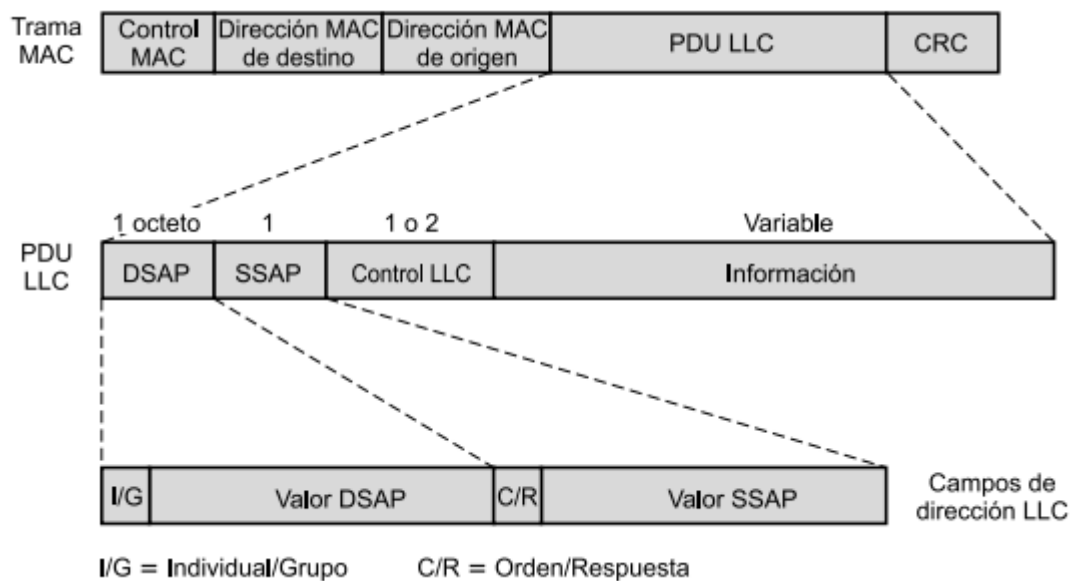 Trama
MAC
Control
MAC
Dirección MAC
de destino
Dirección MAC
de origen
PDU LLC
CRC
1 octeto
1
1 o 2
Variable
PDU
LLC
DSAP
SSAP
Control LLC
Información
I/G
Valor DSAP
C/R
Valor SSAP
Campos de
dirección LLC
I/G = Individual/Grupo
C/R = Orden/Respuesta